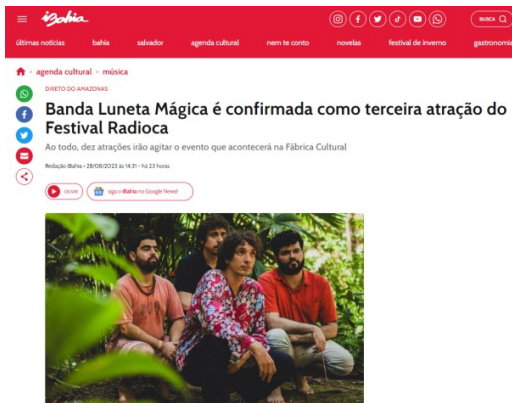 iBahia
BUSCA
últimas notícias bahia salvador agenda cultural nem te conto novelas festival de inverno gastronomia
agenda cultural música
DIRETO DO AMAZONAS
Banda Luneta Mágica é confirmada como terceira atração do
Festival Radioca
Ao todo, dez atrações irão agitar o evento que acontecerá na Fábrica Cultural
Redação iBahia • 28/08/2023 às 14:31 - há 23 horas
OUVIR iga o iBahia no Google News!